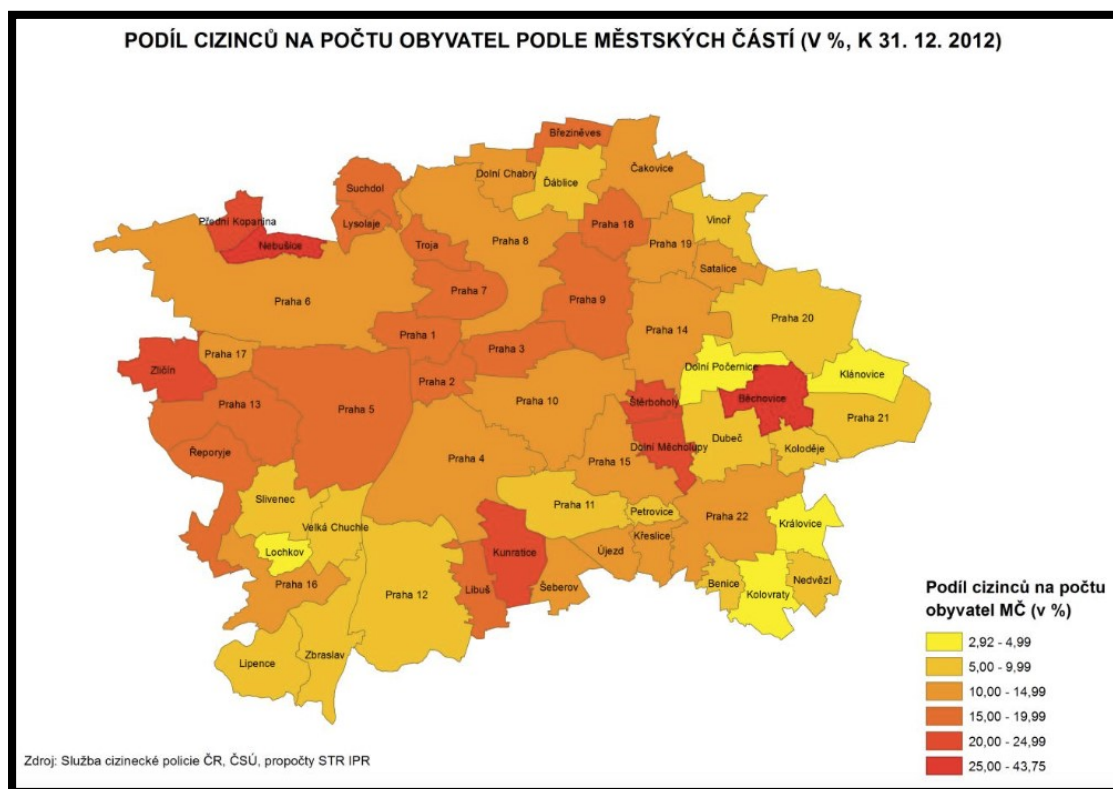 PODÍL CIZINCŮ NA POČTU OBYVATEL PODLE MĚSTSKÝCH ČÁSTÍ (V %, K 31. 12. 2012)
Březiněves
Dolní Chabry
Ďáblice
Čakovice
Suchdol
Přední Kopanina
Lysolaje
Nebušice
Troja
Praha 8
Praha 18
Praha 19
Vinoř
Satalice
Praha 6
Praha 7
Praha 9
Praha 20
Praha 1
Praha 14
Praha 17
Praha 3
Zličín
Praha 2
Dolní Počernice
Klánovice
Praha 13
Praha 5
Praha 10
Štěrboholy
Běchovice
Praha 21
Řeporyje
Praha 4
Praha 15
Dolní Měcholupy
Dubeč
Koloděje
Slivenec
Velká Chuchle
Praha 11
Petrovice
Praha 22
Královice
Lochkov
Kunratice
Újezd
Křeslice
Praha 16
Praha 12
Libuš
Šeberov
Benice
Kolovraty
Nedvězí
Lipence
Zbraslav
Podíl cizinců na počtu
obyvatel MČ (v %)
2,92 - 4,99
5,00 - 9,99
10,00 - 14,99
15,00 - 19,99
20,00 - 24,99
25,00 - 43,75
Zdroj: Služba cizinecké policie ČR, ČSÚ, propočty STR IPR